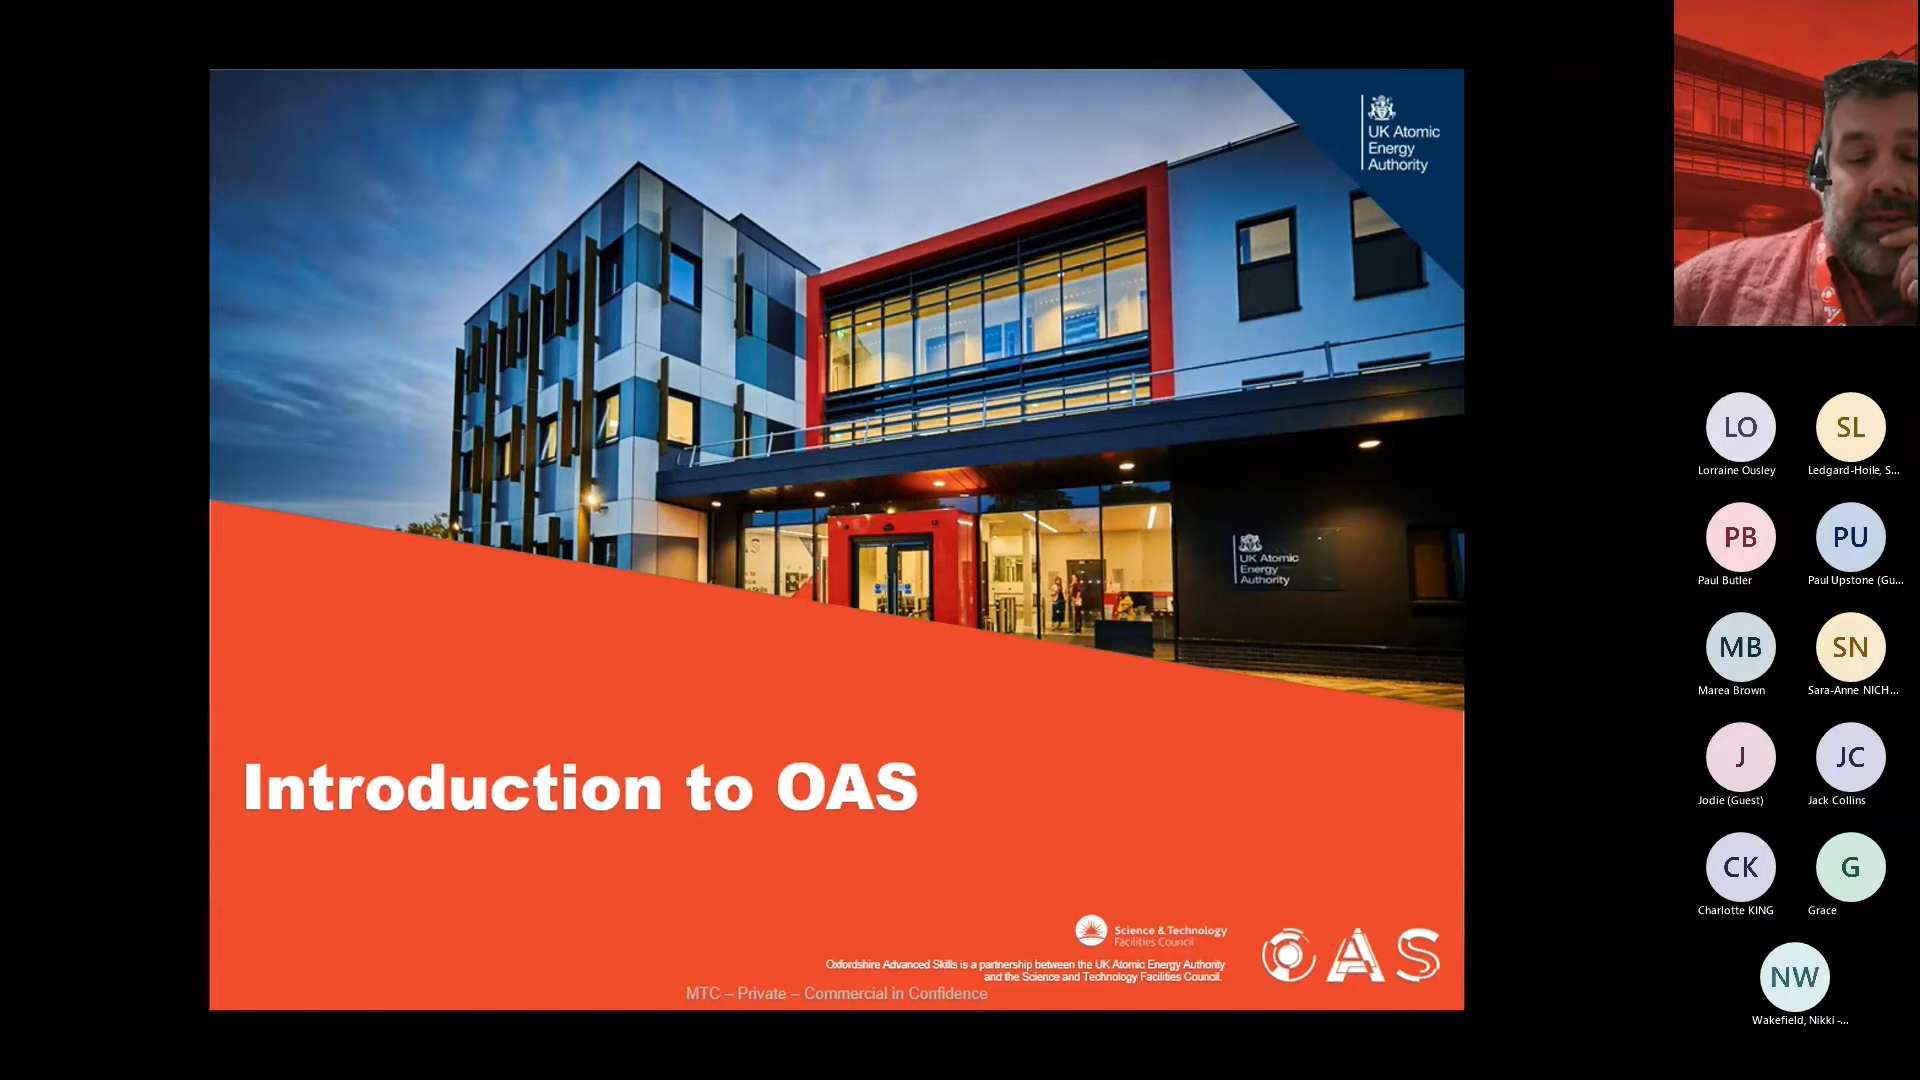 UK Atomic
Energy
Authority
UK Atomic
Energy
Authority
Introduction to OAS
Science & Technology
Facilities Council
Oxfordshire Advanced Skills is a partnership between the UK Atomic Energy Authority
and the Science and Technology Facilities Council.
OAS
MTC – Private – Commercial in Confidence
LO
SL
Lorraine Ousley
Ledgard-Hoile, S...
PB
PU
Paul Butler
Paul Upstone (Gu...
MB
SN
Marea Brown
Sara-Anne NICH...
J
JC
Jodie (Guest)
Jack Collins
CK
G
Charlotte KING
Grace
NW
Wakefield, Nikki -...